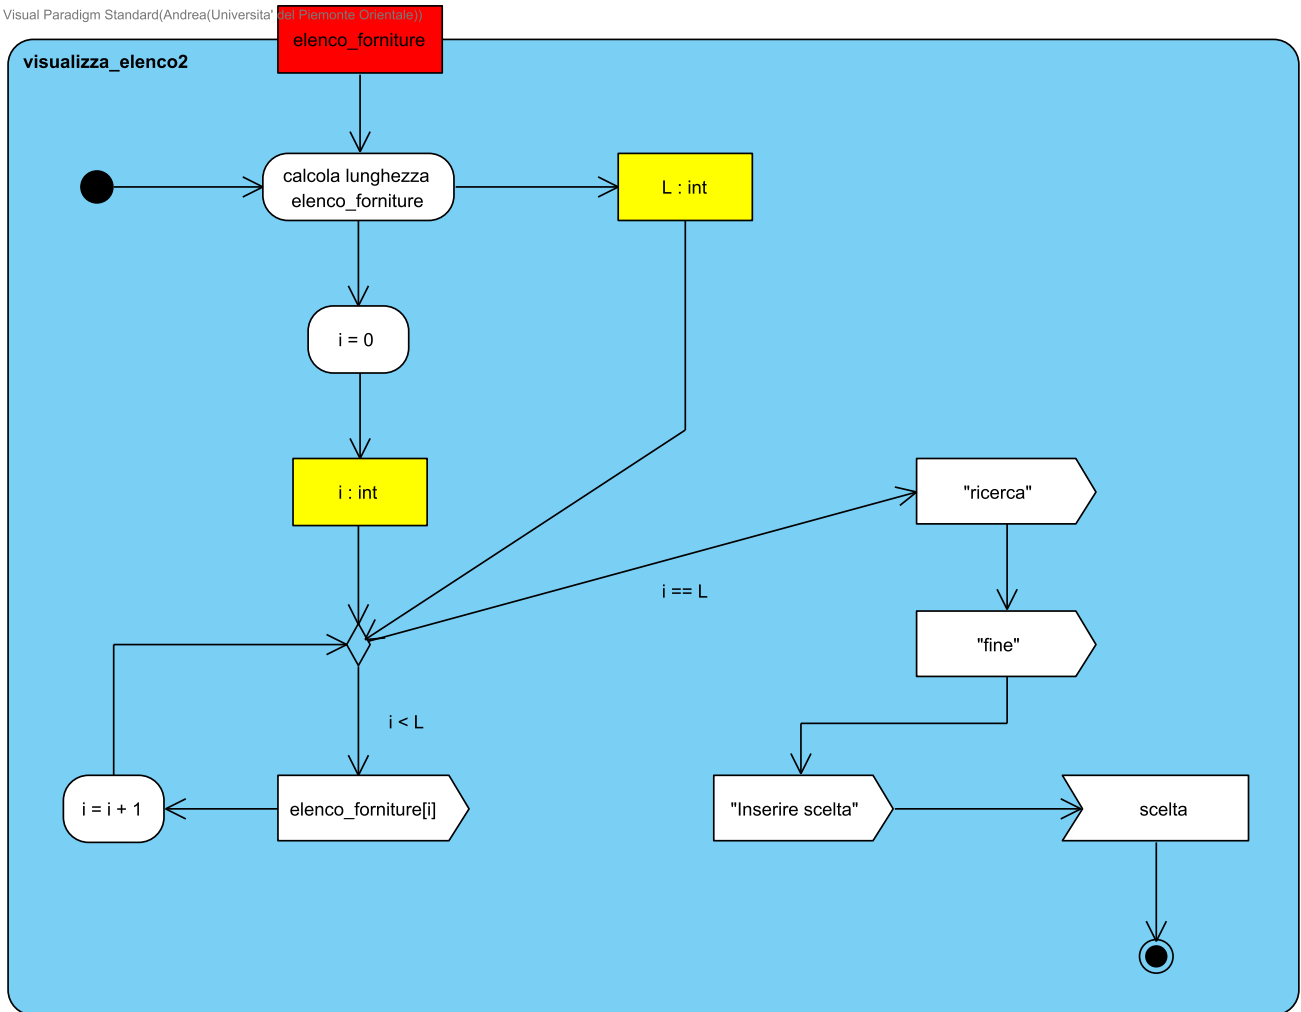 Visual Paradigm Standard(Andrea(Universita' del Piemonte Orientale))
elenco_forniture
visualizza_elenco2
calcola lunghezza
elenco_forniture
L : int
i = 0
i : int
"ricerca"
i == L
"fine"
i < L
i = i + 1
elenco_forniture[i]
"Inserire scelta"
scelta